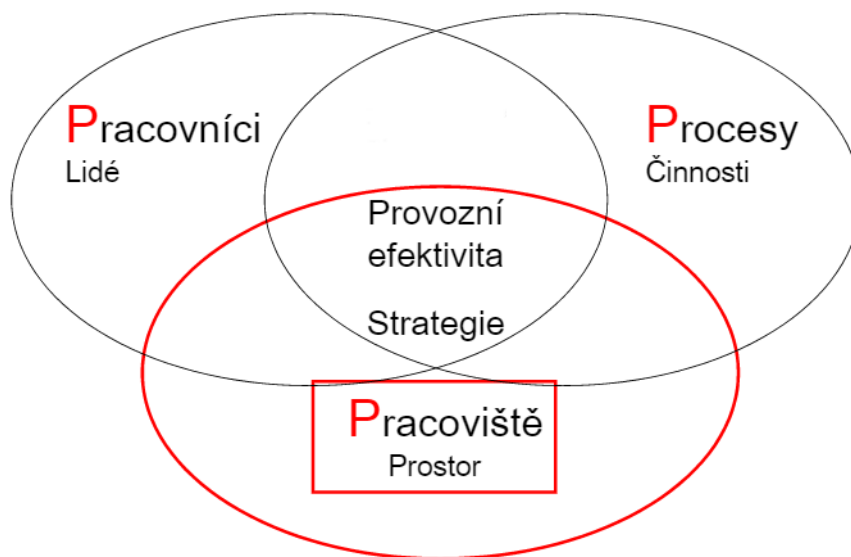 Pracovníci
Lidé
Procesy
Činnosti
Provozní
efektivita
Strategie
Pracoviště
Prostor